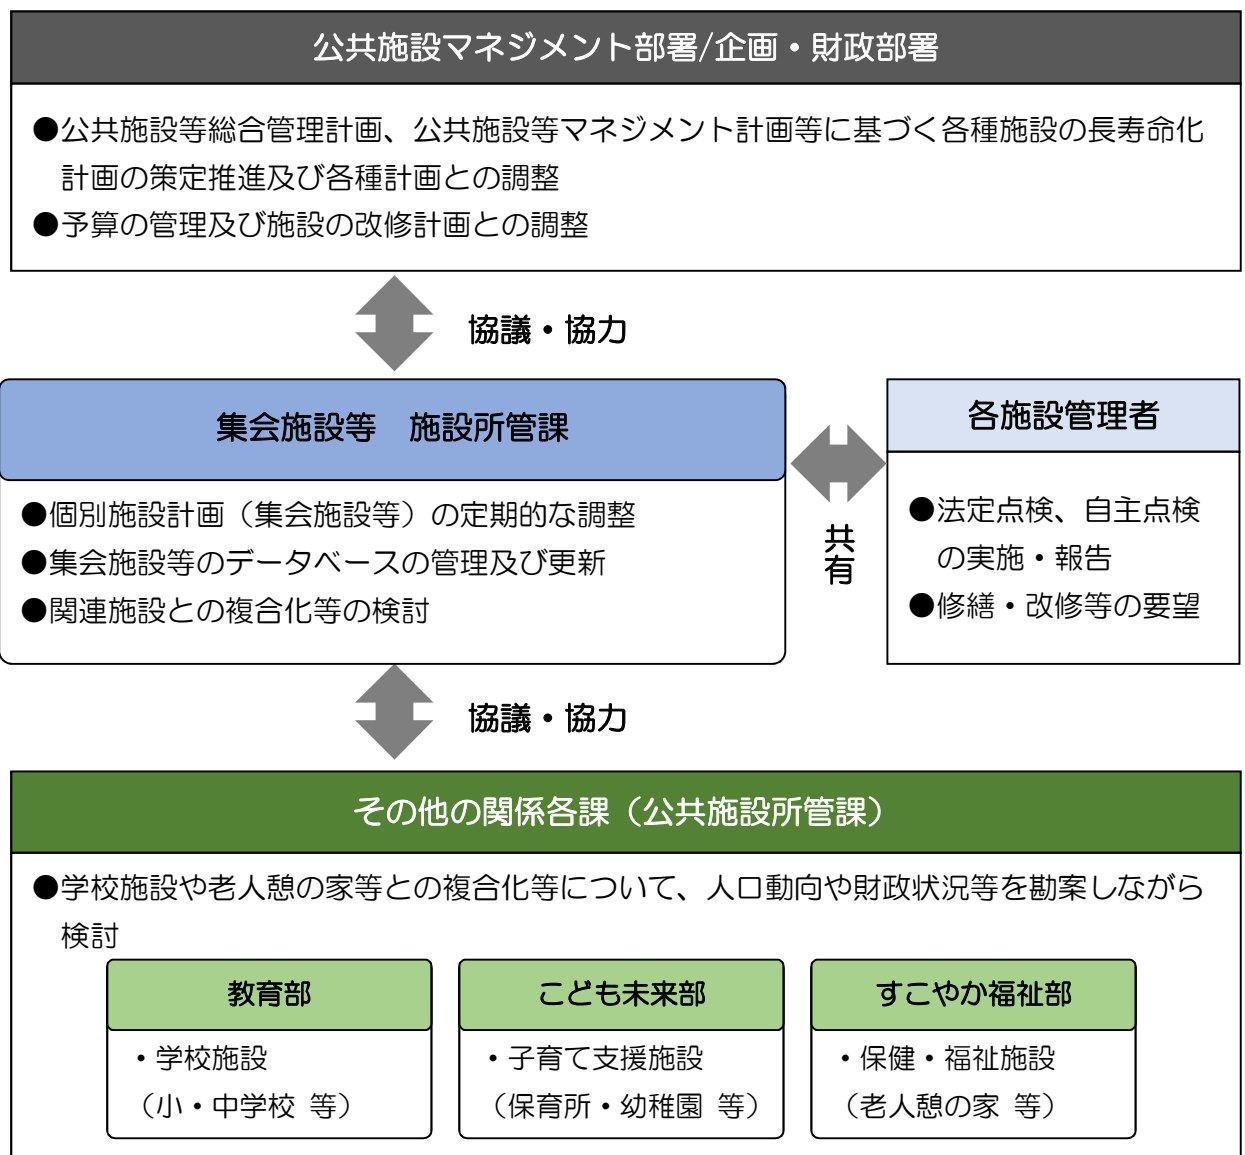 公共施設マネジメント部署/企画・財政部署
●公共施設等総合管理計画、公共施設等マネジメント計画等に基づく各種施設の長寿命化
計画の策定推進及び各種計画との調整
●予算の管理及び施設の改修計画との調整
協議・協力
集会施設等　施設所管課
●個別施設計画（集会施設等）の定期的な調整
●集会施設等のデータベースの管理及び更新
●関連施設との複合化等の検討
共有
各施設管理者
●法定点検、自主点検
の実施・報告
●修繕・改修等の要望
協議・協力
その他の関係各課（公共施設所管課）
●学校施設や老人憩の家等との複合化等について、人口動向や財政状況等を勘案しながら
検討
教育部
・学校施設
（小・中学校 等）
こども未来部
・子育て支援施設
（保育所・幼稚園 等）
すこやか福祉部
・保健・福祉施設
（老人憩の家 等）